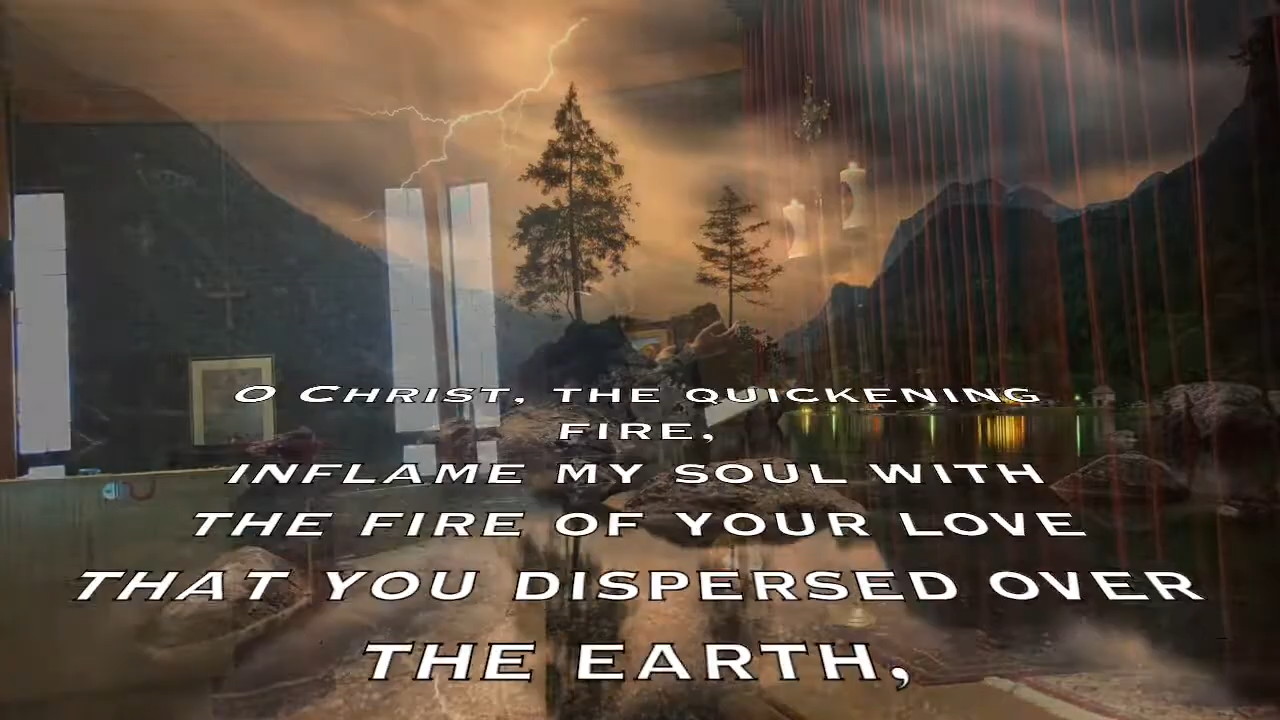 O CHRIST, THE QUICKENING
FIRE,
INFLAME MY SOUL WITH
THE FIRE OF YOUR LOVE
THAT YOU DISPERSED OVER
THE EARTH,